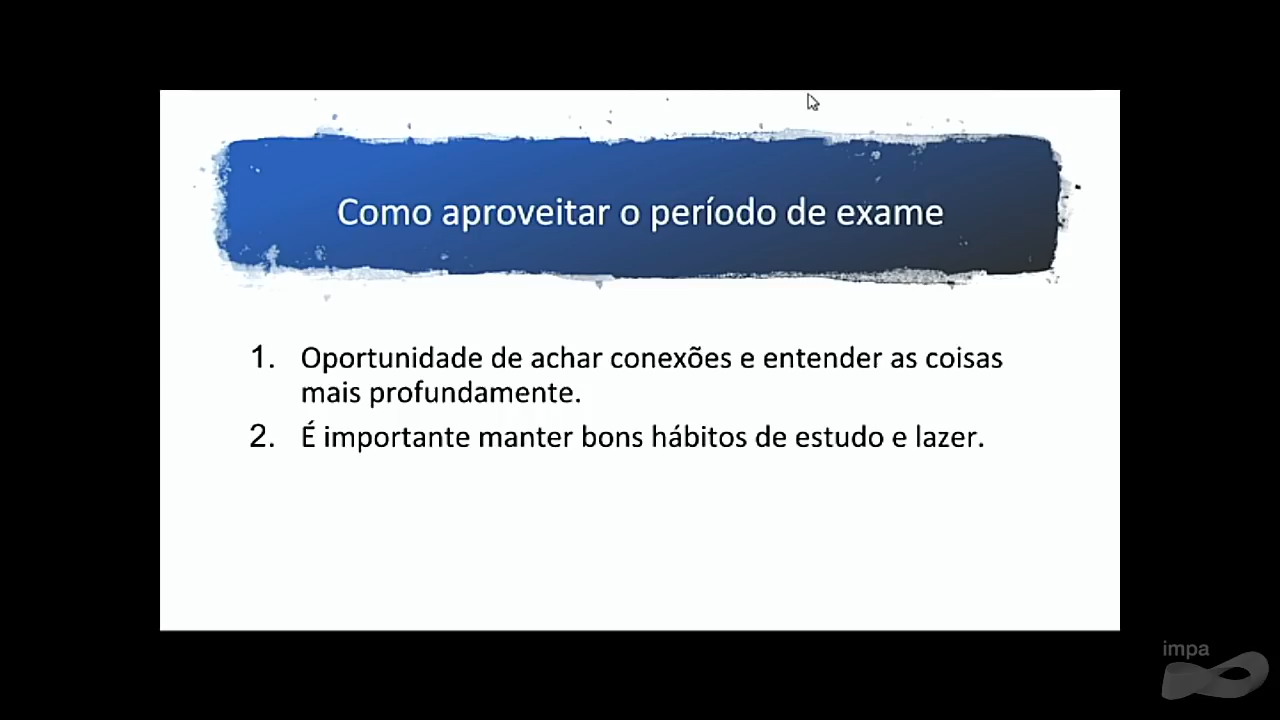 Como aproveitar o período de exame
1. Oportunidade de achar conexões e entender as coisas
mais profundamente.
2. É importante manter bons hábitos de estudo e lazer.
impa